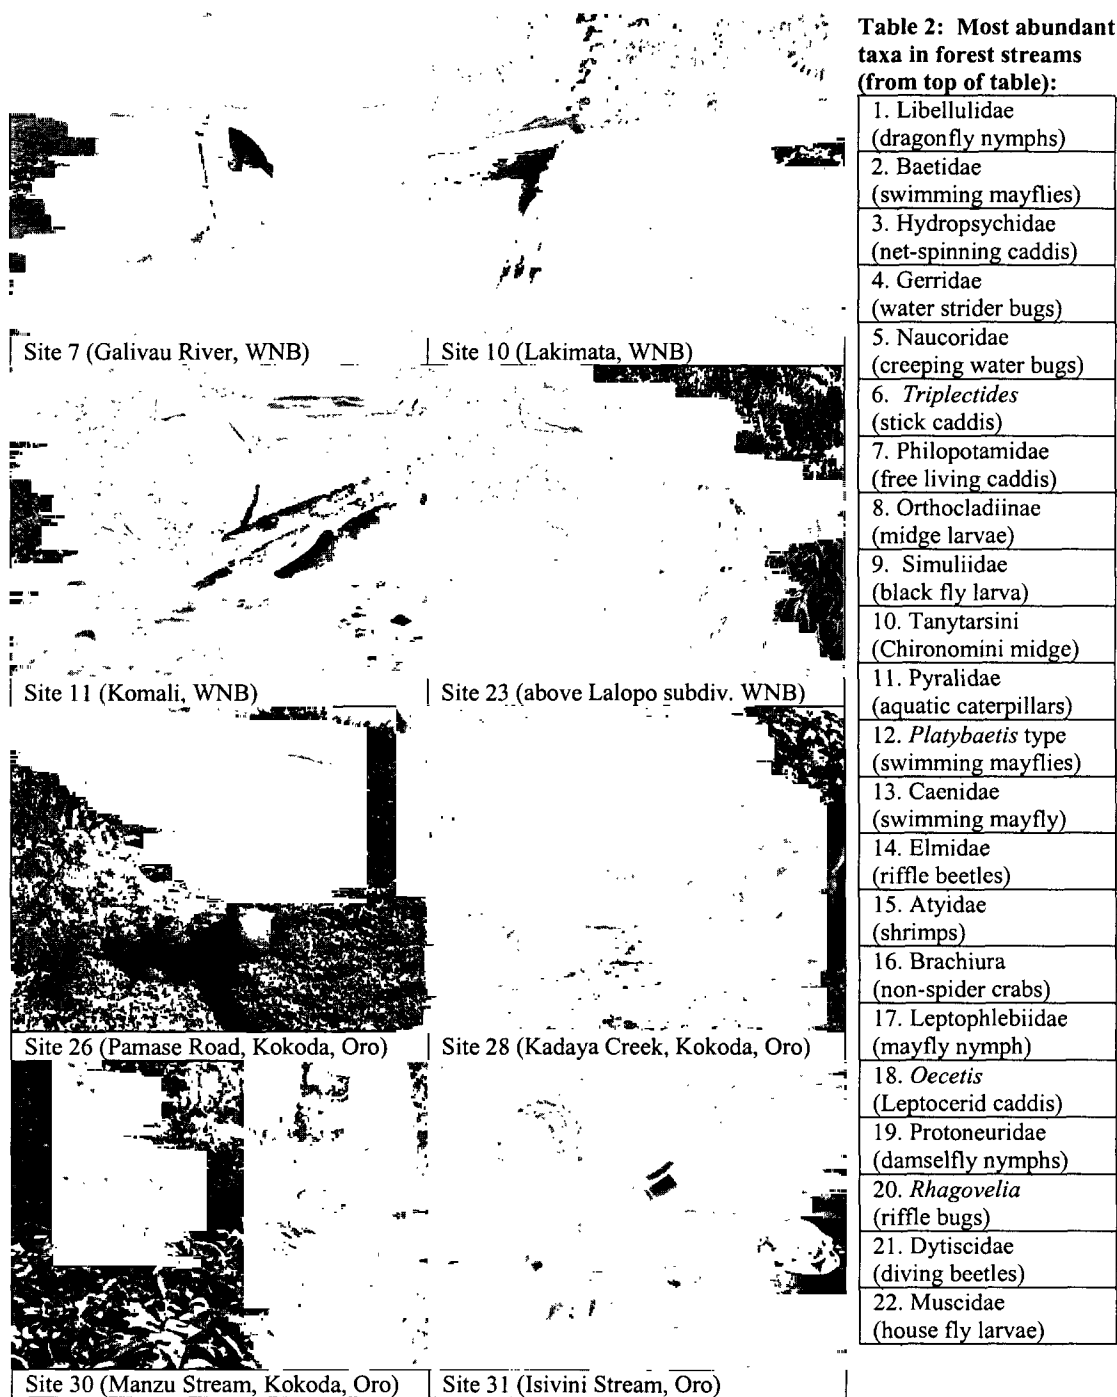 Table 2: Most abundant
taxa in forest streams
(from top of table):
1. Libellulidae
(dragonfly nymphs)
2. Baetidae
(swimming mayflies)
3. Hydropsychidae
(net-spinning caddis)
4. Gerridae
(water strider bugs)
5. Naucoridae
(creeping water bugs)
6. Triplectides
(stick caddis)
7. Philopotamidae
(free living caddis)
8. Orthocladiinae
(midge larvae)
9. Simuliidae
(black fly larva)
10. Tanytarsini
(Chironomini midge)
11. Pyralidae
(aquatic caterpillars)
12. Platybaetis type
(swimming mayflies)
13. Caenidae
(swimming mayfly)
14. Elmidae
(riffle beetles)
15. Atyidae
(shrimps)
16. Brachiura
(non-spider crabs)
17. Leptophlebiidae
(mayfly nymph)
18. Oecetis
(Leptocerid caddis)
19. Protoneuridae
(damselfly nymphs)
20. Rhagovelia
(riffle bugs)
21. Dytiscidae
(diving beetles)
22. Muscidae
(house fly larvae)
Site 7 (Galivau River, WNB)
Site 10 (Lakimata, WNB)
Site 11 (Komali, WNB)
Site 23 (above Lalopo subdiv. WNB)
Site 26 (Pamase Road, Kokoda, Oro)
Site 28 (Kadaya Creek, Kokoda, Oro)
Site 30 (Manzu Stream, Kokoda, Oro)
Site 31 (Isivini Stream, Oro)